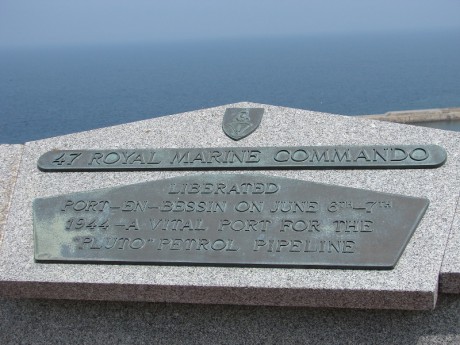 47 ROYAL MARINE COMMANDO
LIBERATED
PORT-EN-BESSIN ON JUNE 6TH-7TH
1944-A VITAL PORT FOR THE
"PLUTO" PETROL PIPELINE